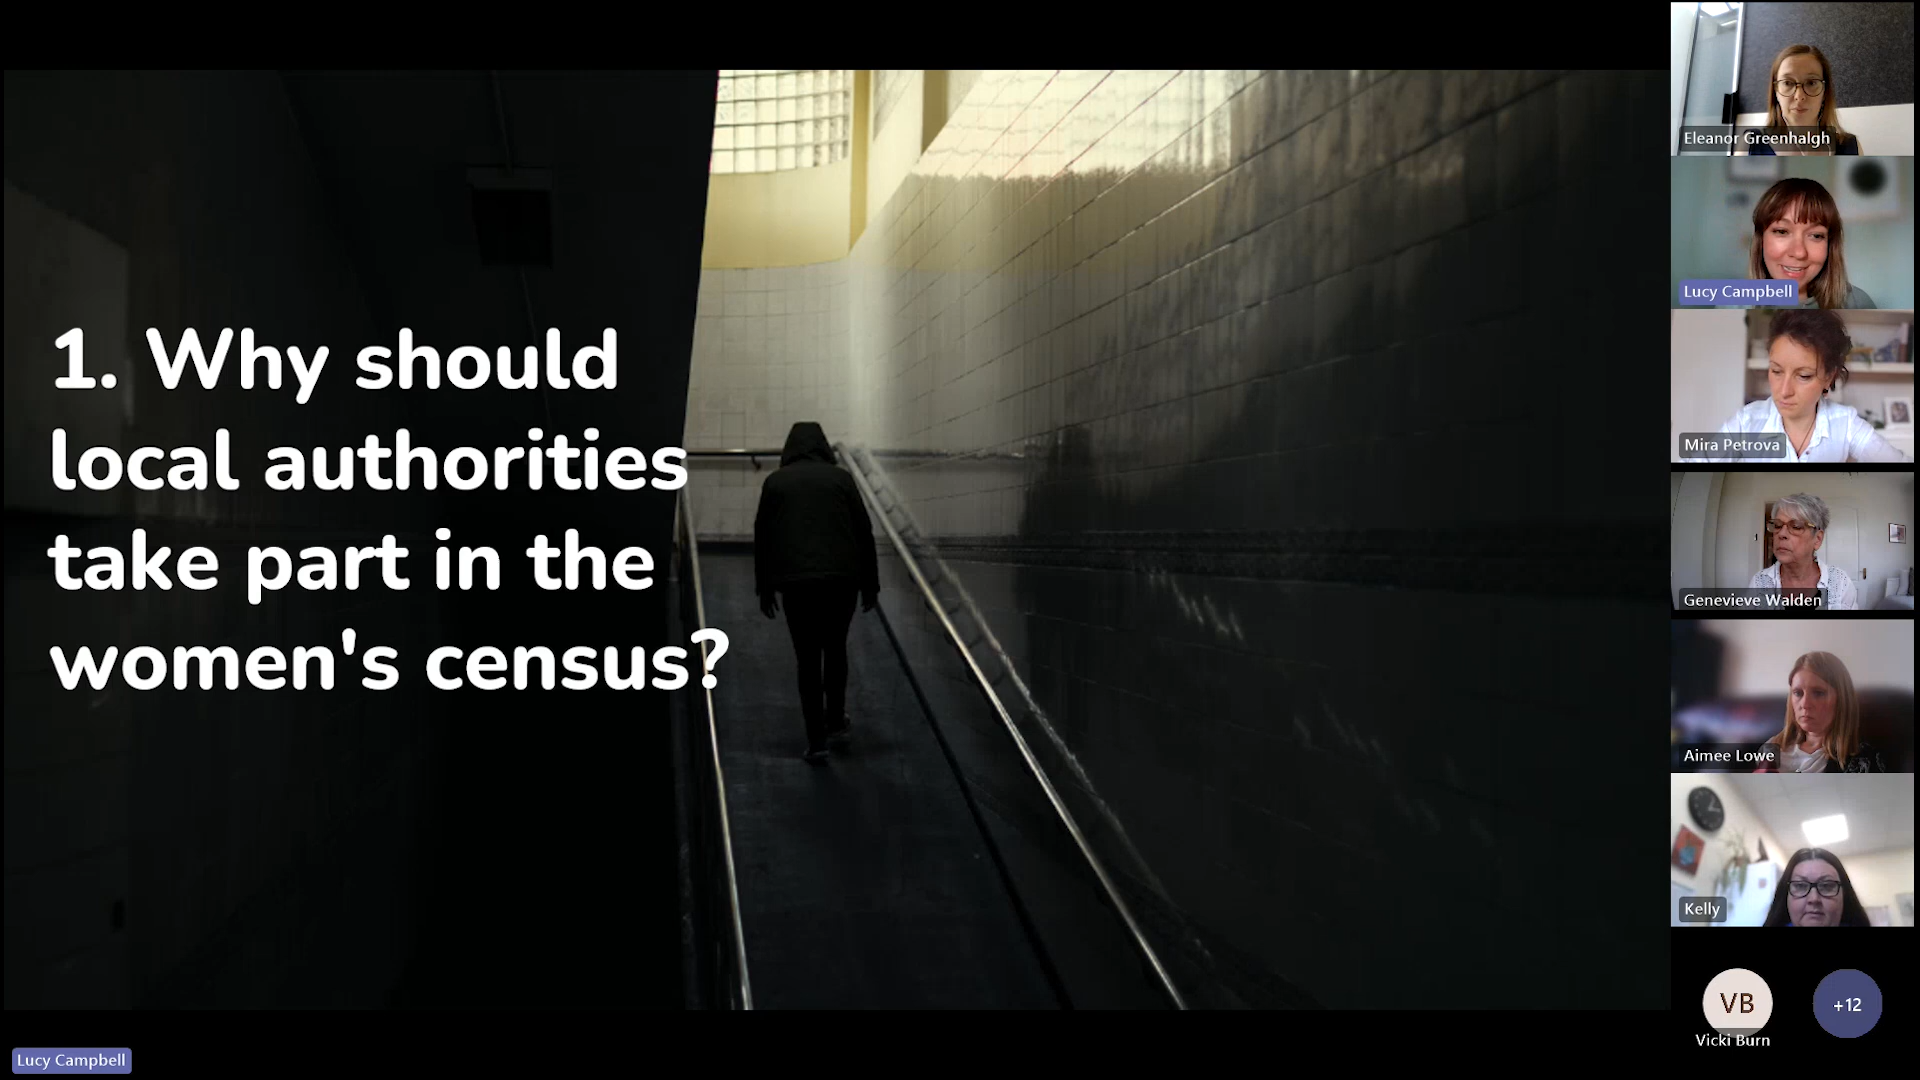 1. Why should
local authorities
take part in the
women's census?
Eleanor Greenhalgh
Lucy Campbell
Mira Petrova
Genevieve Walden
Aimee Lowe
Kelly
VB
Vicki Burn
+12
Lucy Campbell